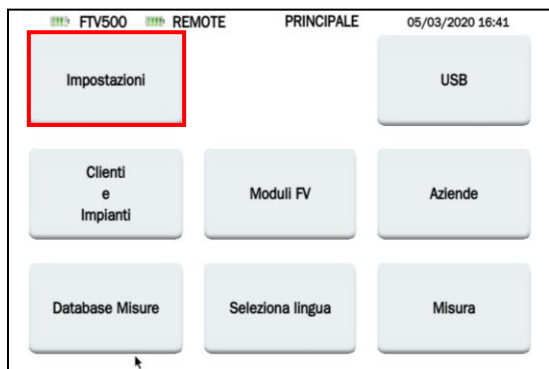 FTV500 REMOTE PRINCIPALE 05/03/2020 16:41
Impostazioni USB
Clienti
e
Impianti
Moduli FV
Aziende
Database Misure Seleziona lingua Misura